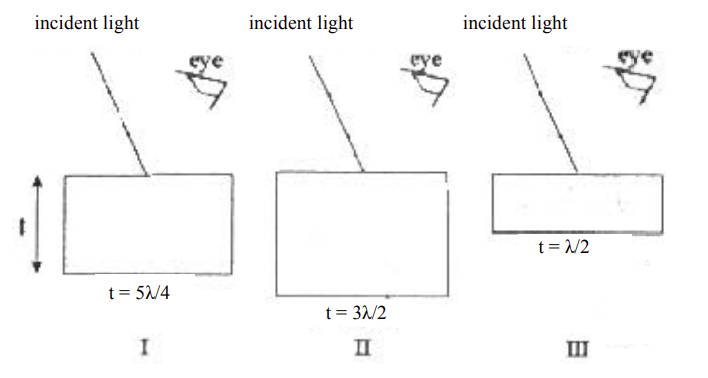 incident light
incident light
incident light
eye
eye
eye
t
t = 5λ/4
t = 3λ/2
t = λ/2
I
II
III